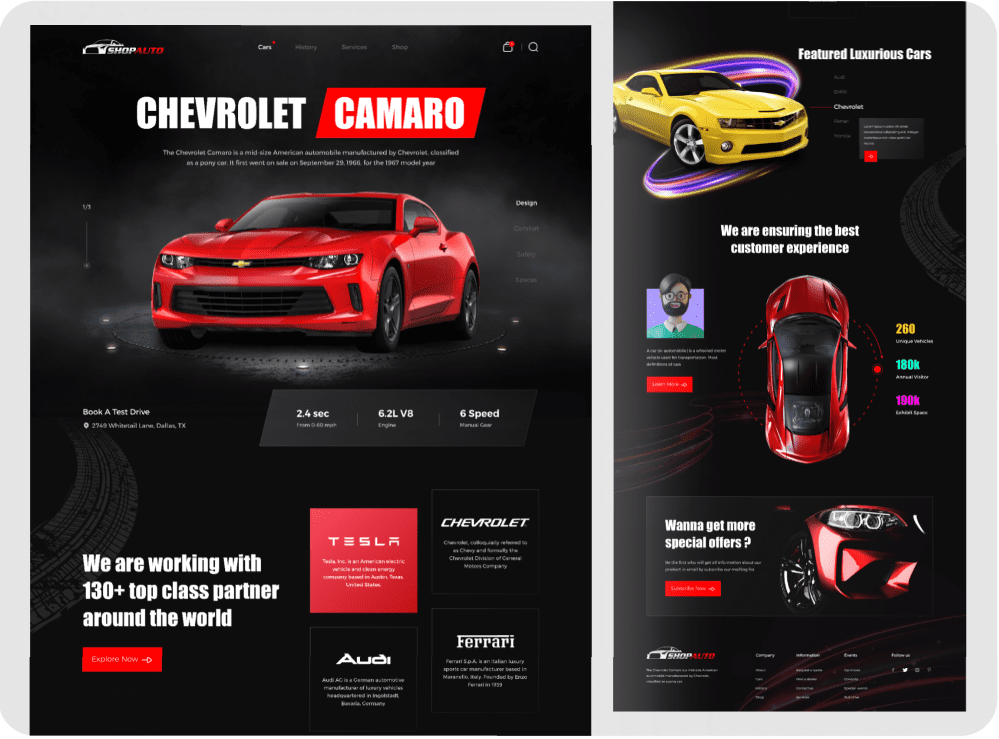 SHOPAUTO
Cars
History
Services
Shop
CHEVROLET CAMARO
The Chevrolet Camaro is a mid-size American automobile manufactured by Chevrolet, classified
as a pony car. It first went on sale on September 29, 1966, for the 1967 model year
1/3
Design
Comfort
Safety
Spaces
Book A Test Drive
2749 Whitetail Lane, Dallas, TX
2.4 sec
From 0-60 mph
6.2L V8
Engine
6 Speed
Manual Gear
We are working with
130+ top class partner
around the world
Explore Now
TESLA
Tesla, Inc. is an American electric
vehicle and clean energy
company based in Austin, Texas,
United States.
CHEVROLET
Chevrolet, colloquially referred to
as Chevy and formally the
Chevrolet Division of General
Motors Company
Audi
Audi AG is a German automotive
manufacturer of luxury vehicles
headquartered in Ingolstadt,
Bavaria, Germany
Ferrari
Ferrari S.p.A. is an Italian luxury
sports car manufacturer based in
Maranello, Italy. Founded by Enzo
Ferrari in 1939
Featured Luxurious Cars
Audi
BMW
Chevrolet
Ferrari
We are ensuring the best
customer experience
A car (or automobile) is a wheeled motor
vehicle used for transportation. Most
definitions of cars
Learn More
260
Unique Vehicles
180k
Annual Visitor
190k
Exhibit Space
Wanna get more
special offers ?
Be the first who will get all information about our
product in email by subscribe our mailing list
Subscribe Now
SHOPAUTO
The Chevrolet Camaro is a mid-size American
automobile manufactured by Chevrolet,
classified as a pony car
Company
About
Cars
History
Shop
Information
Request a quote
Find a dealer
Contact us
Services
Events
Services
Special events
Follow us